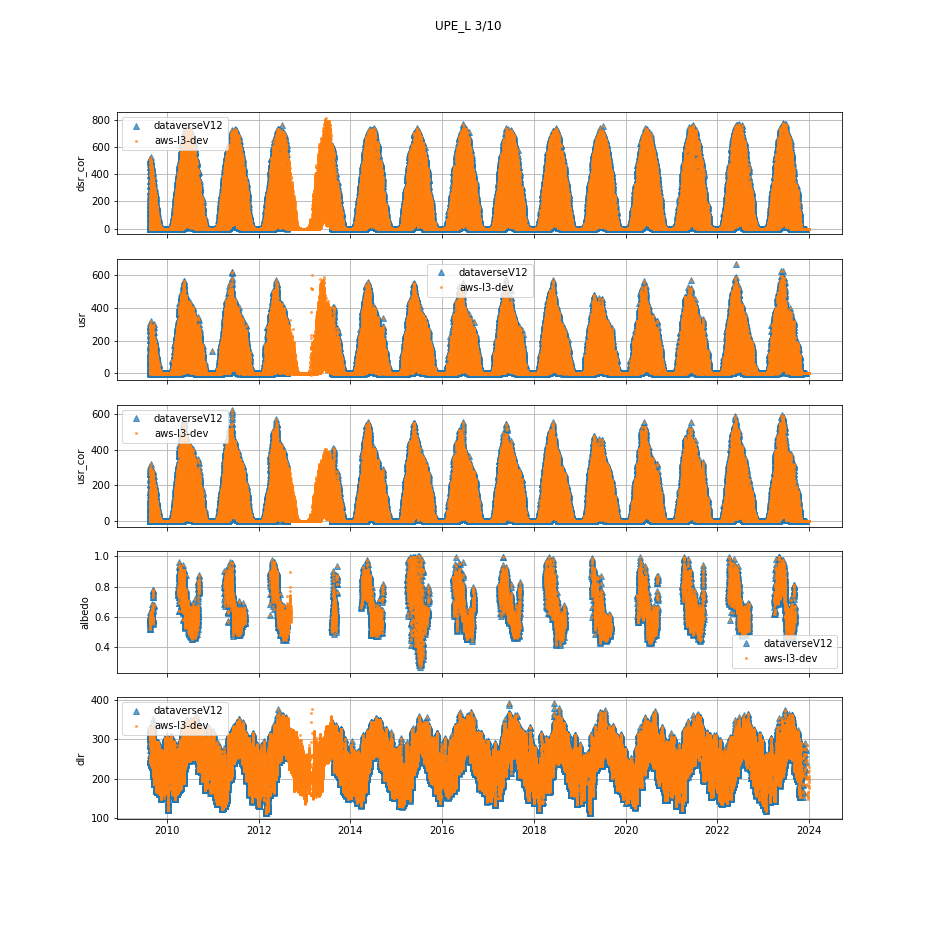 UPE_L 3/10
dsr_cor
800
600
400
200
0
dataverseV12
aws-l3-dev
usr
600
400
200
0
dataverseV12
aws-l3-dev
usr_cor
600
400
200
0
dataverseV12
aws-l3-dev
albedo
1.0
0.8
0.6
0.4
dataverseV12
aws-l3-dev
dlr
400
300
200
100
dataverseV12
aws-l3-dev
2010 2012 2014 2016 2018 2020 2022 2024